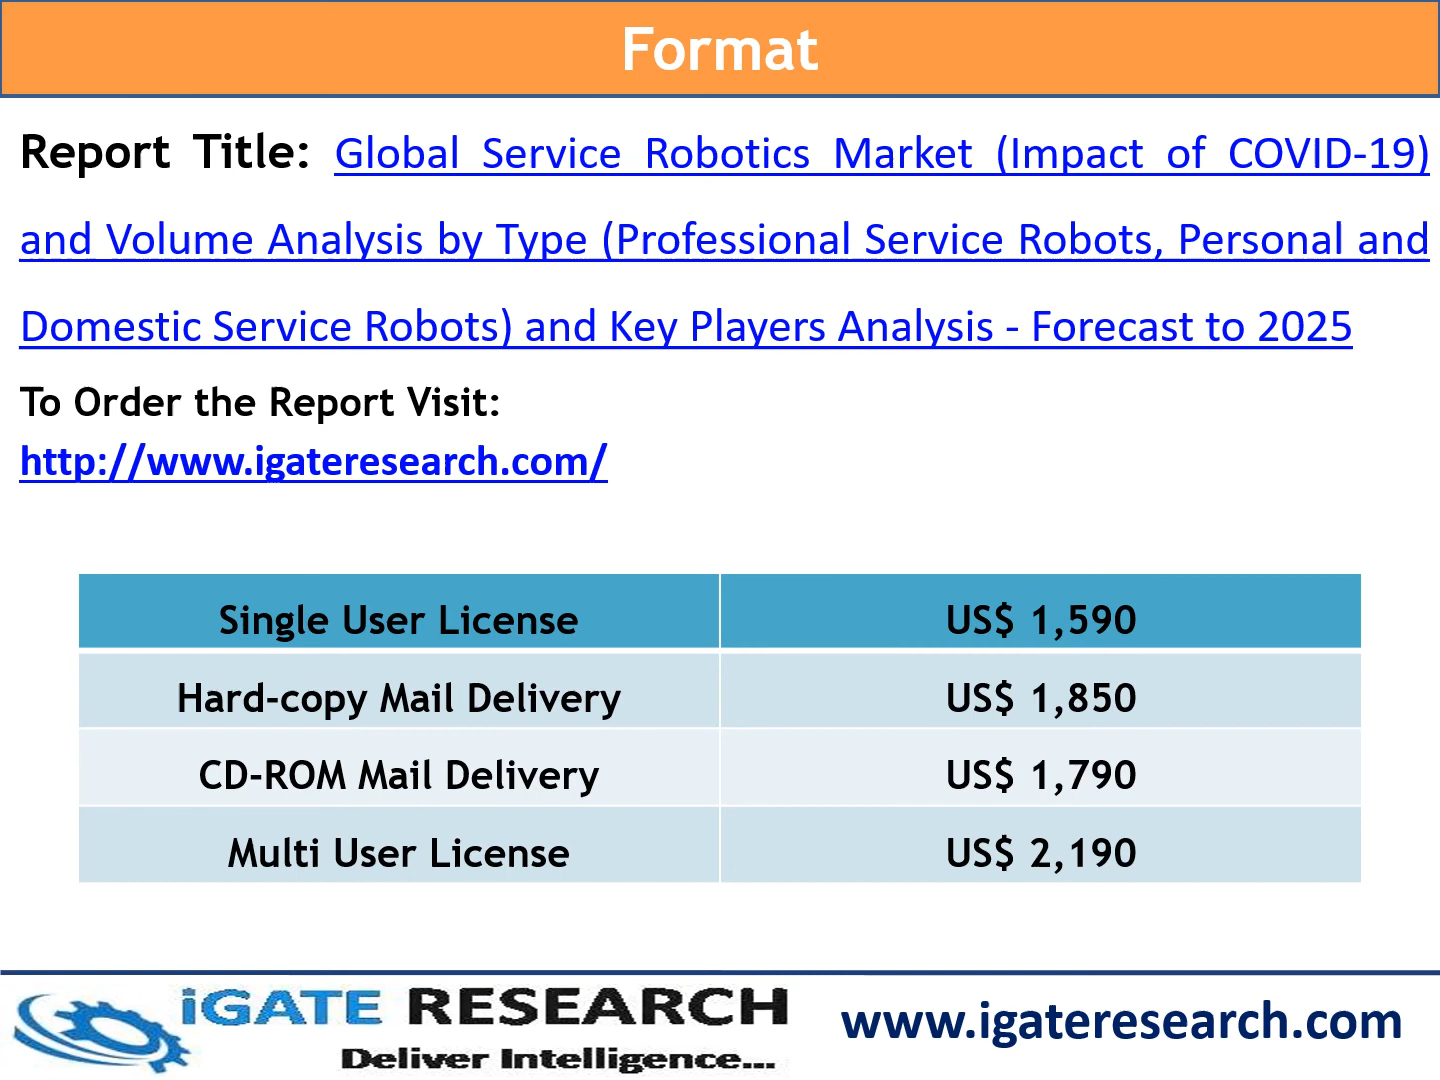 Format
Report Title: Global Service Robotics Market (Impact of COVID-19)
and Volume Analysis by Type (Professional Service Robots, Personal and
Domestic Service Robots) and Key Players Analysis - Forecast to 2025
To Order the Report Visit:
http://www.igateresearch.com/
Single User License US$ 1,590
Hard-copy Mail Delivery US$ 1,850
CD-ROM Mail Delivery US$ 1,790
Multi User License US$ 2,190
iGATE RESEARCH
Deliver Intelligence...
www.igateresearch.com